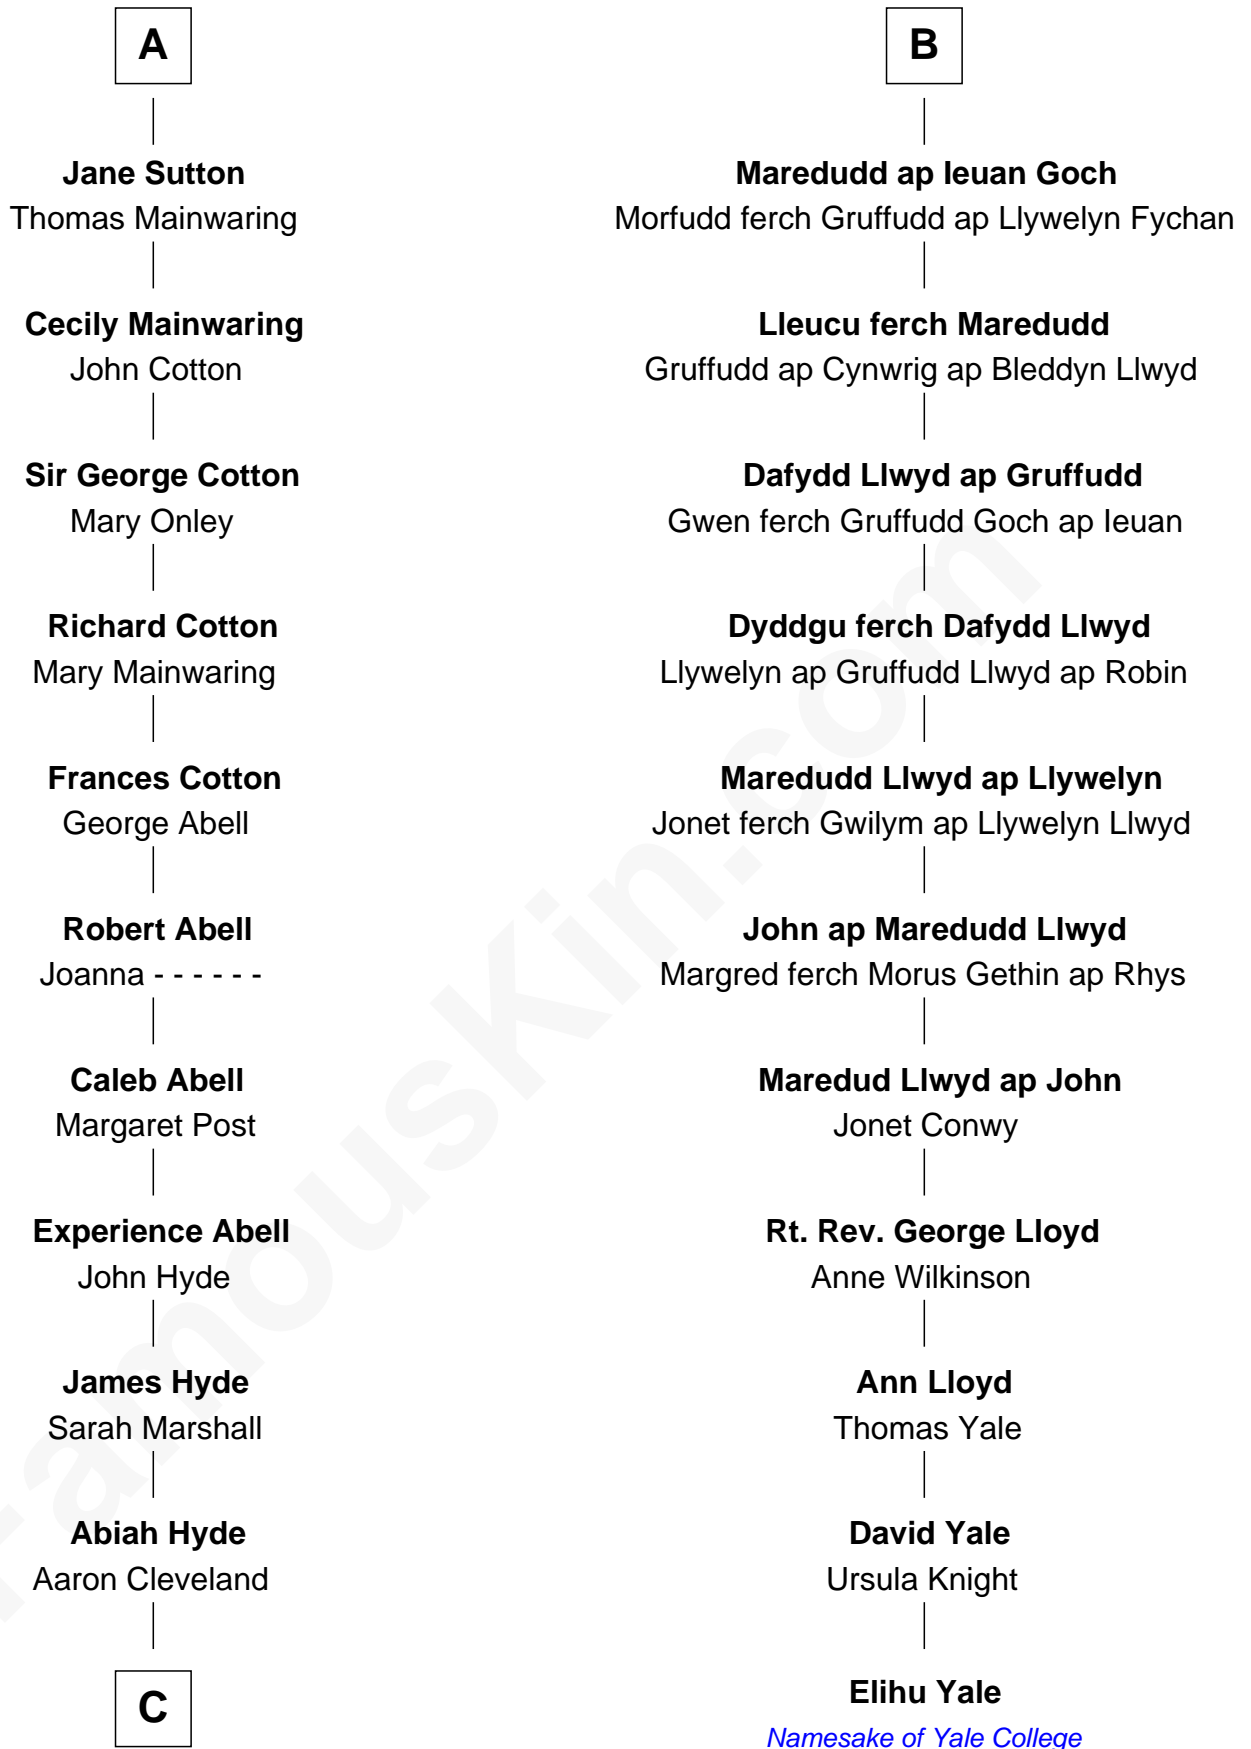 A
Jane Sutton
Thomas Mainwaring
Cecily Mainwaring
John Cotton
Sir George Cotton
Mary Onley
Richard Cotton
Mary Mainwaring
Frances Cotton
George Abell
Robert Abell
Joanna - - - - - -
Caleb Abell
Margaret Post
Experience Abell
John Hyde
James Hyde
Sarah Marshall
Abiah Hyde
Aaron Cleveland
C
B
Maredudd ap Ieuan Goch
Morfudd ferch Gruffudd ap Llywelyn Fychan
Lleucu ferch Maredudd
Gruffudd ap Cynwrig ap Bleddyn Llwyd
Dafydd Llwyd ap Gruffudd
Gwen ferch Gruffudd Goch ap Ieuan
Dyddgu ferch Dafydd Llwyd
Llywelyn ap Gruffudd Llwyd ap Robin
Maredudd Llwyd ap Llywelyn
Jonet ferch Gwilym ap Llywelyn Llwyd
John ap Maredudd Llwyd
Margred ferch Morus Gethin ap Rhys
Maredud Llwyd ap John
Jonet Conwy
Rt. Rev. George Lloyd
Anne Wilkinson
Ann Lloyd
Thomas Yale
David Yale
Ursula Knight
Elihu Yale
Namesake of Yale College
FamousKin.com